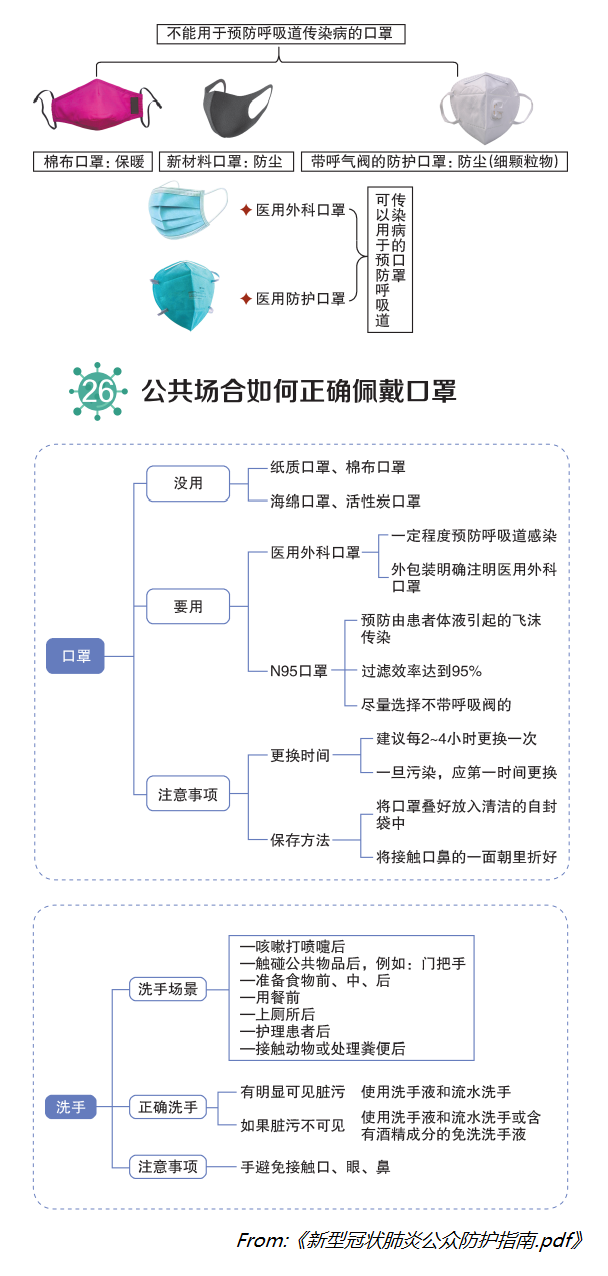 不能用于预防呼吸道传染病的口罩
棉布口罩：保暖
新材料口罩：防尘
带呼气阀的防护口罩：防尘(细颗粒物)
医用外科口罩
医用防护口罩
可以用于预防呼吸道
传染病的口罩
26 公共场合如何正确佩戴口罩
口罩
没用
纸质口罩、棉布口罩
海绵口罩、活性炭口罩
要用
医用外科口罩
一定程度预防呼吸道感染
外包装明确注明医用外科
口罩
N95口罩
预防由患者体液引起的飞沫
传染
过滤效率达到95%
尽量选择不带呼吸阀的
注意事项
更换时间
建议每2~4小时更换一次
一旦污染，应第一时间更换
保存方法
将口罩叠好放入清洁的自封
袋中
将接触口鼻的一面朝里折好
洗手
洗手场景
—咳嗽打喷嚏后
—触碰公共物品后，例如：门把手
—准备食物前、中、后
—用餐前
—上厕所后
—护理患者后
—接触动物或处理粪便后
正确洗手
有明显可见脏污 使用洗手液和流水洗手
如果脏污不可见 使用洗手液和流水洗手或含
有酒精成分的免洗洗手液
注意事项
手避免接触口、眼、鼻
From:《新型冠状肺炎公众防护指南.pdf》